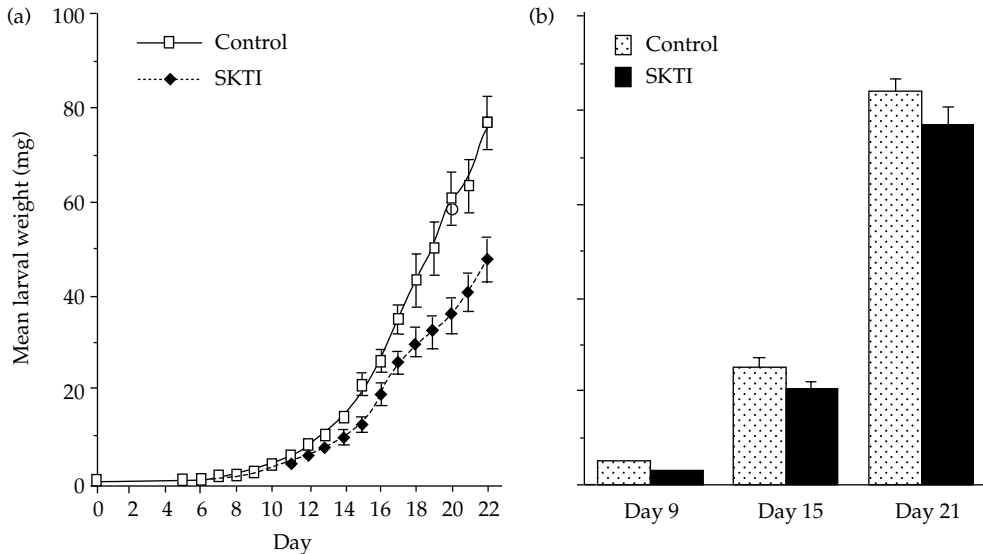 (a)
100
80
60
40
20
0
Mean larval weight (mg)
Control
SKTI
0 2 4 6 8 10 12 14 16 18 20 22
Day
(b)
Control
SKTI
Day 9 Day 15 Day 21